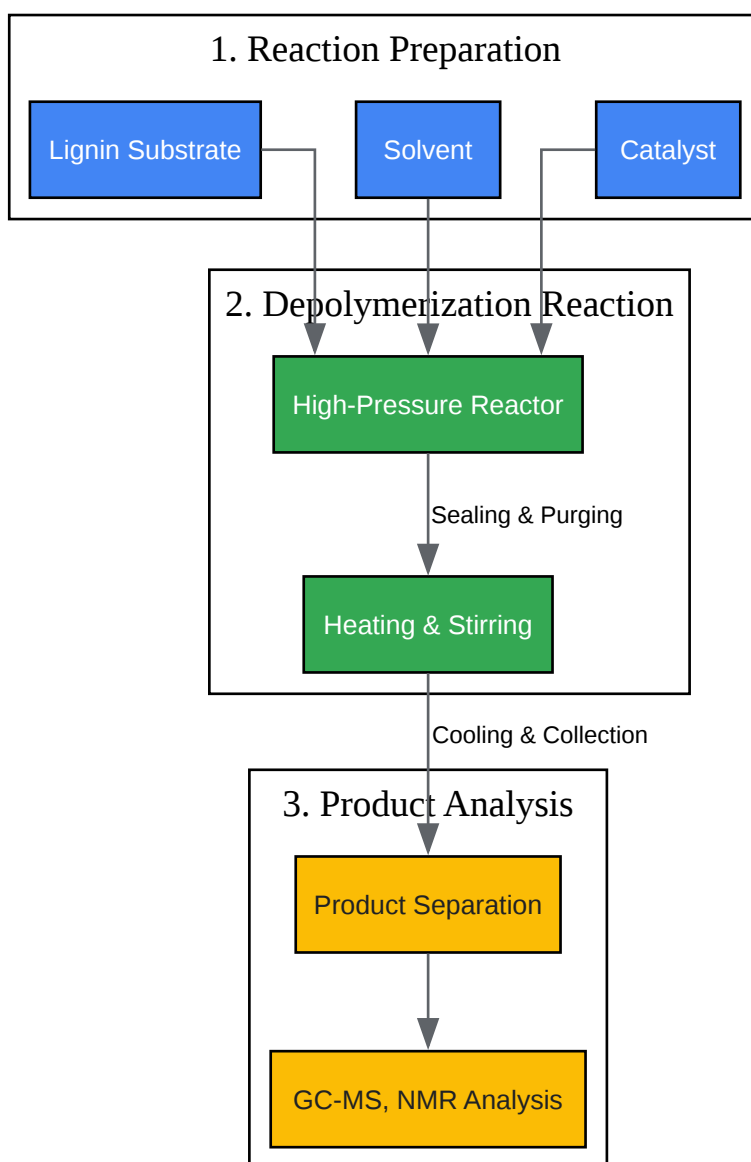 1. Reaction Preparation
Lignin Substrate
Solvent
Catalyst
2. Depolymerization Reaction
High-Pressure Reactor
Sealing & Purging
Heating & Stirring
Cooling & Collection
3. Product Analysis
Product Separation
GC-MS, NMR Analysis